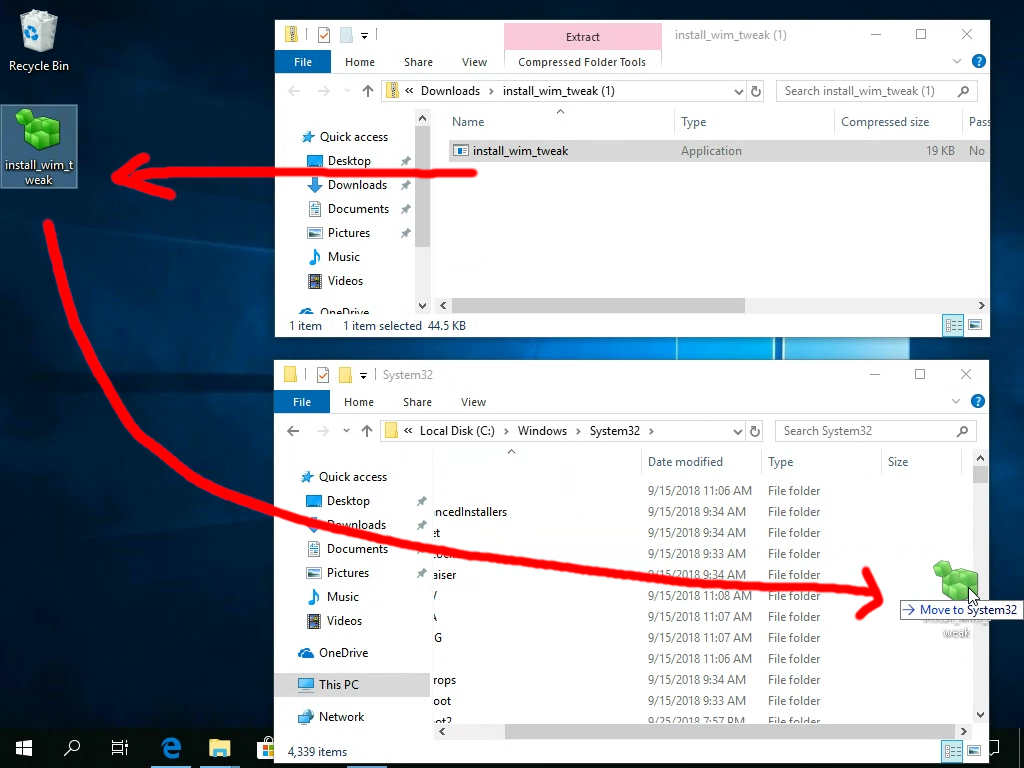 Recycle Bin
install_wim_t
weak
Extract
install_wim_tweak (1)
File
Home
Share
View
Compressed Folder Tools
« Downloads › install_wim_tweak (1)
Search install_wim_tweak (1)
Name
Type
Compressed size
Pass
Quick access
install_wim_tweak
Application
19 KB
No
Desktop
Downloads
Documents
Pictures
Music
Videos
OneDrive
1 item
1 item selected 44.5 KB
System32
File
Home
Share
View
« Local Disk (C:) › Windows › System32 ›
Search System32
Date modified
Type
Size
Quick access
9/15/2018 11:06 AM File folder
Desktop
ncedInstallers 9/15/2018 9:34 AM File folder
Downloads
et 9/15/2018 9:34 AM File folder
Documents
9/15/2018 9:33 AM File folder
Pictures
aiser 9/15/2018 9:34 AM File folder
Music
9/15/2018 11:08 AM File folder
Move to System32
Videos
9/15/2018 11:07 AM File folder
weak
G 9/15/2018 11:07 AM File folder
OneDrive
9/15/2018 11:06 AM File folder
This PC
rops 9/15/2018 9:34 AM File folder
oot 9/15/2018 9:33 AM File folder
Network
9/25/2018 7:57 PM File folder
4,339 items